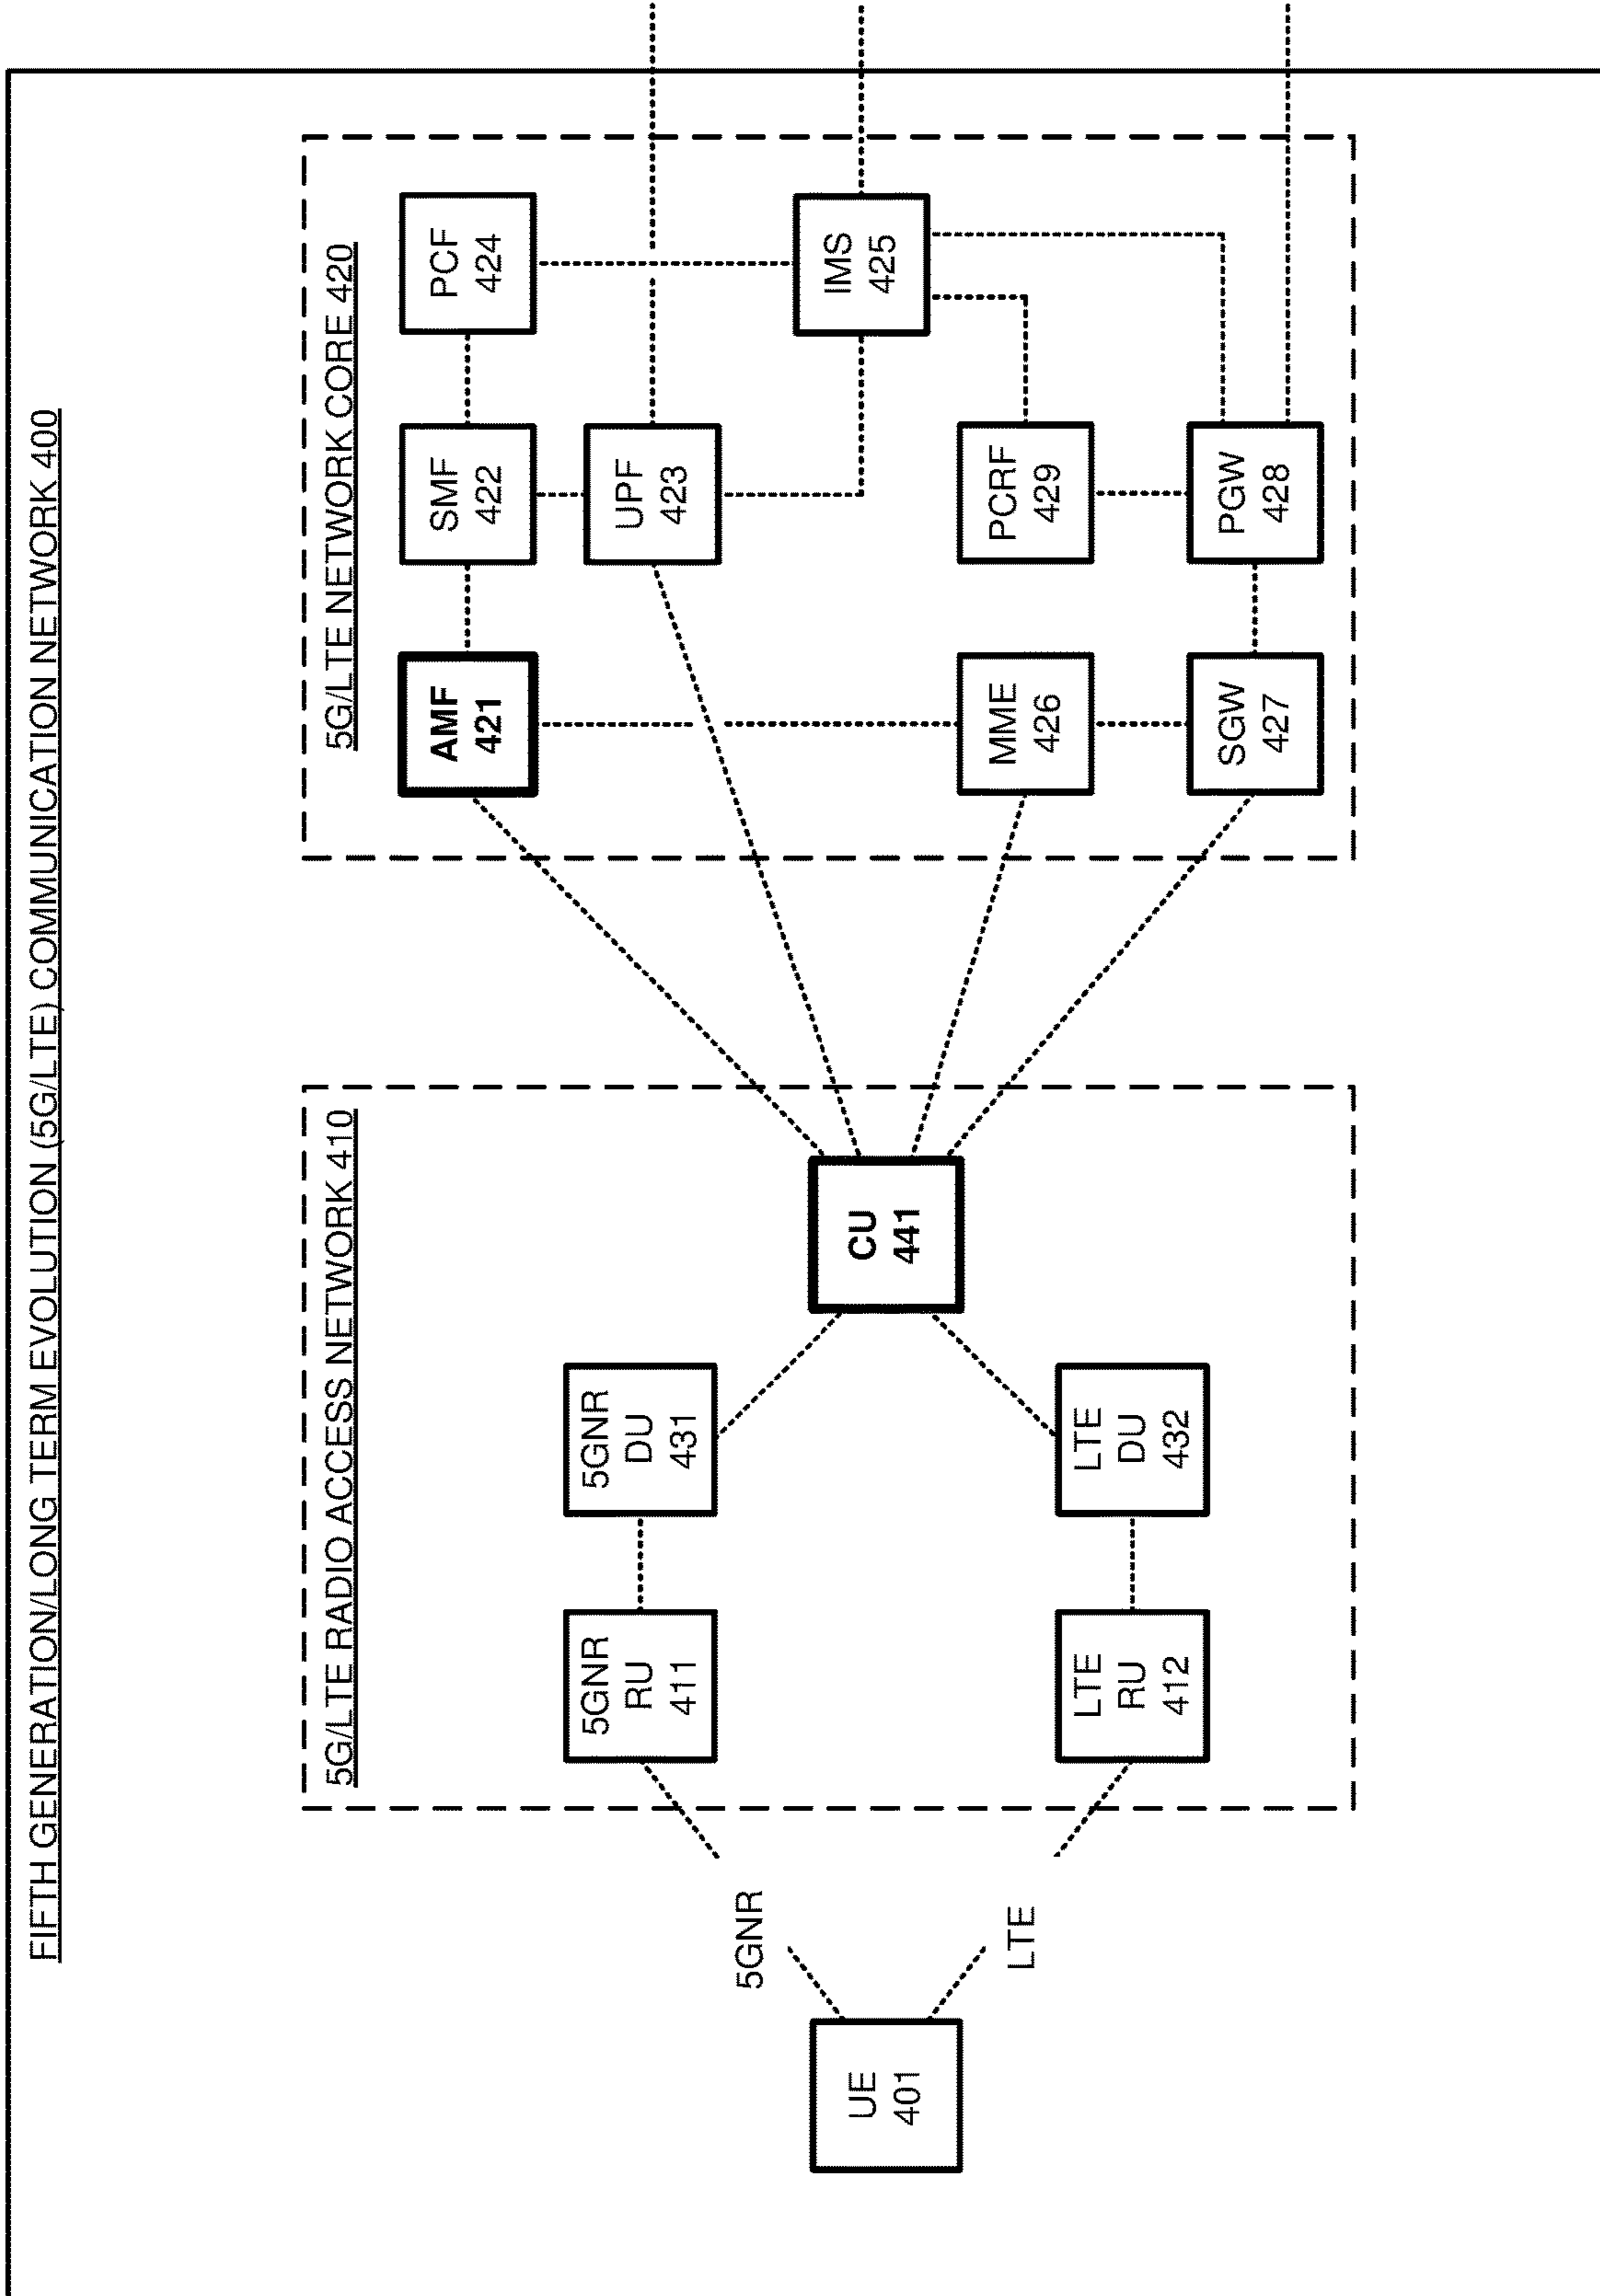 FIFTH GENERATION/LONG TERM EVOLUTION (5G/LTE) COMMUNICATION NETWORK 400
5G/LTE RADIO ACCESS NETWORK 410
5G/LTE NETWORK CORE 420
UE
401
5GNR
LTE
5GNR
RU
411
5GNR
DU
431
LTE
RU
412
LTE
DU
432
CU
441
AMF
421
SMF
422
PCF
424
UPF
423
IMS
425
MME
426
PCRF
429
SGW
427
PGW
428